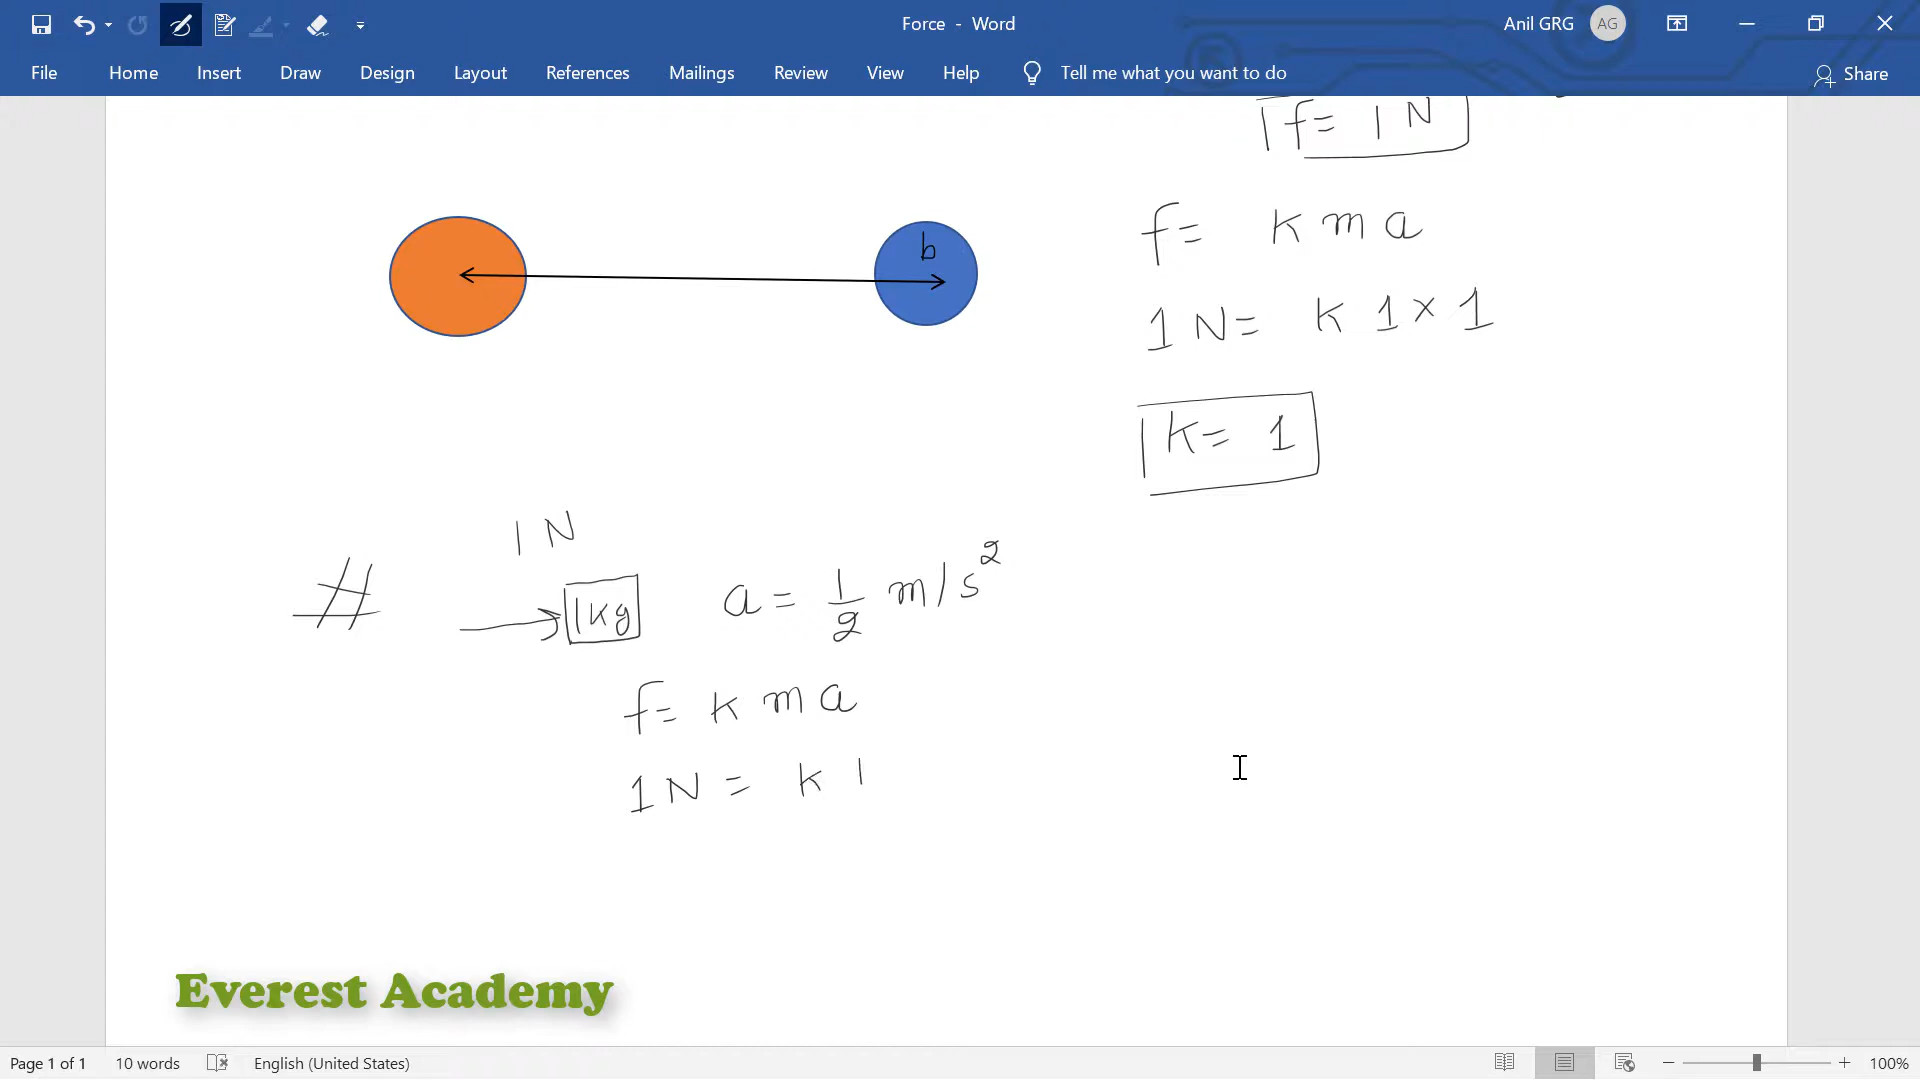 Force - Word
Anil GRG
AG
File Home Insert Draw Design Layout References Mailings Review View Help Tell me what you want to do Share
f= 1 N
f= k m a
b
1 N= k 1 × 1
k= 1
1 N
# 1kg a = 1/2 m/s²
f= k m a
1N = k 1
Everest Academy
Page 1 of 1 10 words English (United States) 100%